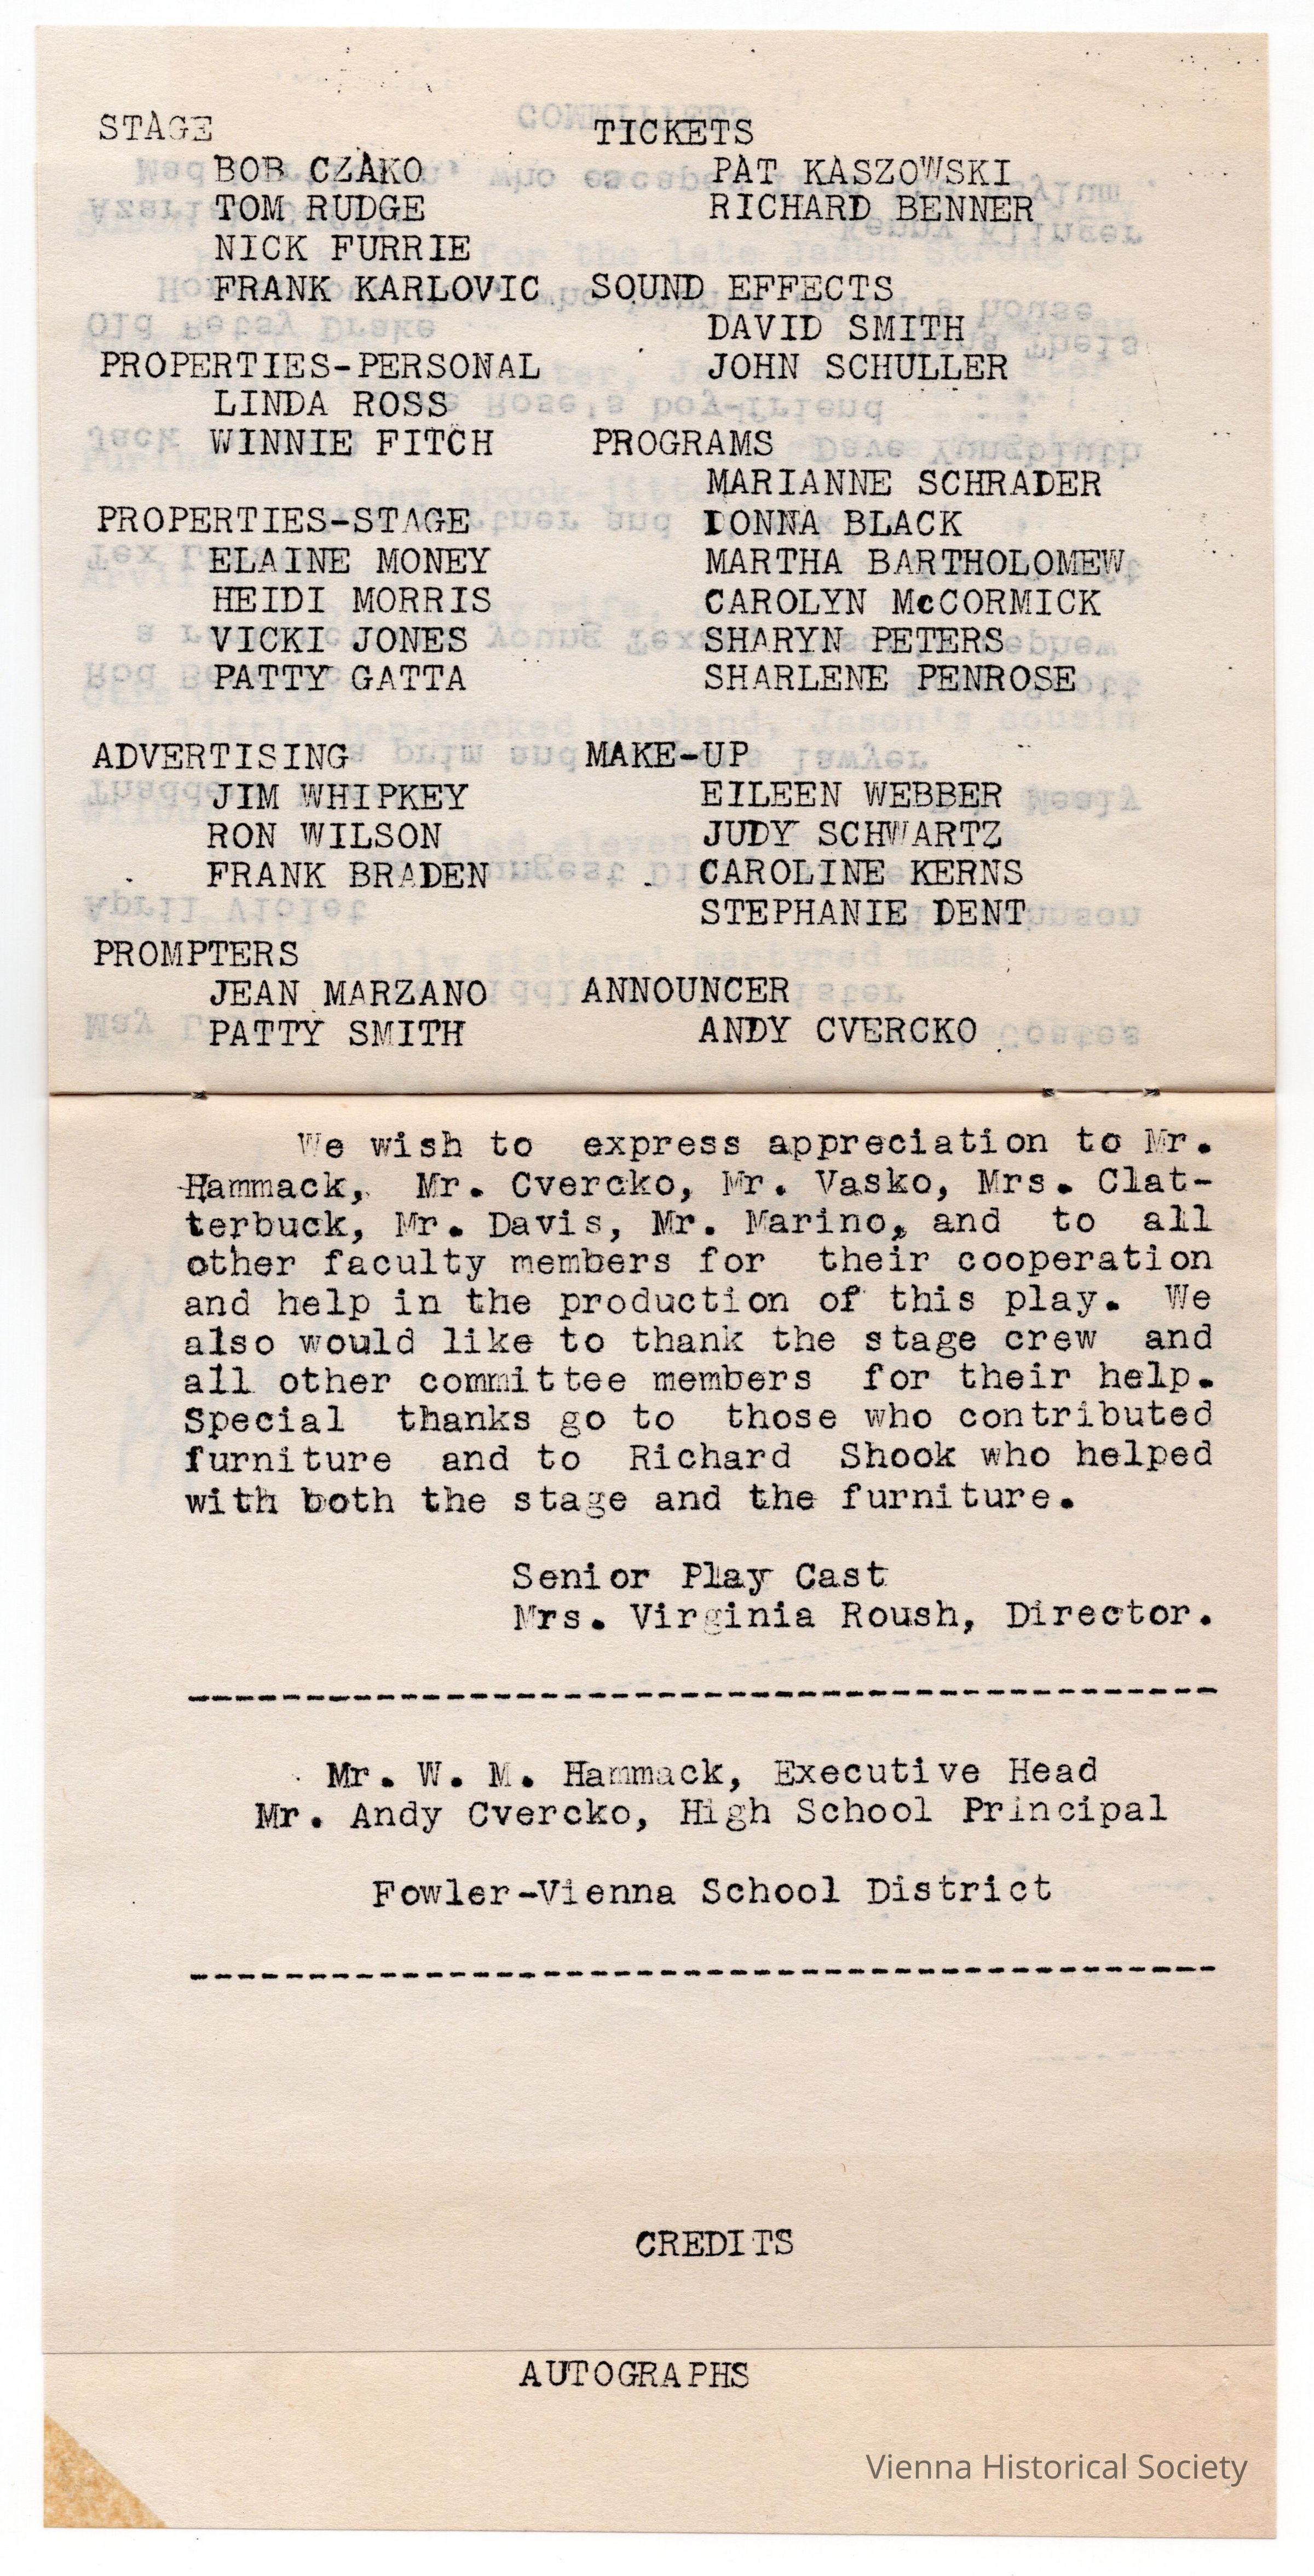 STAGE
BOB CZAKO
TOM RUDGE
NICK FURRIE
FRANK KARLOVIC
PROPERTIES-PERSONAL
LINDA ROSS
WINNIE FITCH
PROPERTIES-STAGE
ELAINE MONEY
HEIDI MORRIS
VICKI JONES
PATTY GATTA
ADVERTISING
JIM WHIPKEY
RON WILSON
FRANK BRADEN
PROMPTERS
JEAN MARZANO
PATTY SMITH
TICKETS
PAT KASZOWSKI
RICHARD BENNER
SOUND EFFECTS
DAVID SMITH
JOHN SCHULLER
PROGRAMS
MARIANNE SCHRADER
DONNA BLACK
MARTHA BARTHOLOMEW
CAROLYN McCORMICK
SHARYN PETERS
SHARLENE PENROSE
MAKE-UP
EILEEN WEBBER
JUDY SCHWARTZ
CAROLINE KERNS
STEPHANIE DENT
ANNOUNCER
ANDY CVERCKO
We wish to express appreciation to Mr.
Hammack, Mr. Cvercko, Mr. Vasko, Mrs. Clat-
terbuck, Mr. Davis, Mr. Marino, and to all
other faculty members for their cooperation
and help in the production of this play. We
also would like to thank the stage crew and
all other committee members for their help.
Special thanks go to those who contributed
furniture and to Richard Shook who helped
with both the stage and the furniture.
Senior Play Cast
Mrs. Virginia Roush, Director.
--------------------------------------------
Mr. W. M. Hammack, Executive Head
Mr. Andy Cvercko, High School Principal
Fowler-Vienna School District
--------------------------------------------
CREDITS
AUTOGRAPHS
Vienna Historical Society